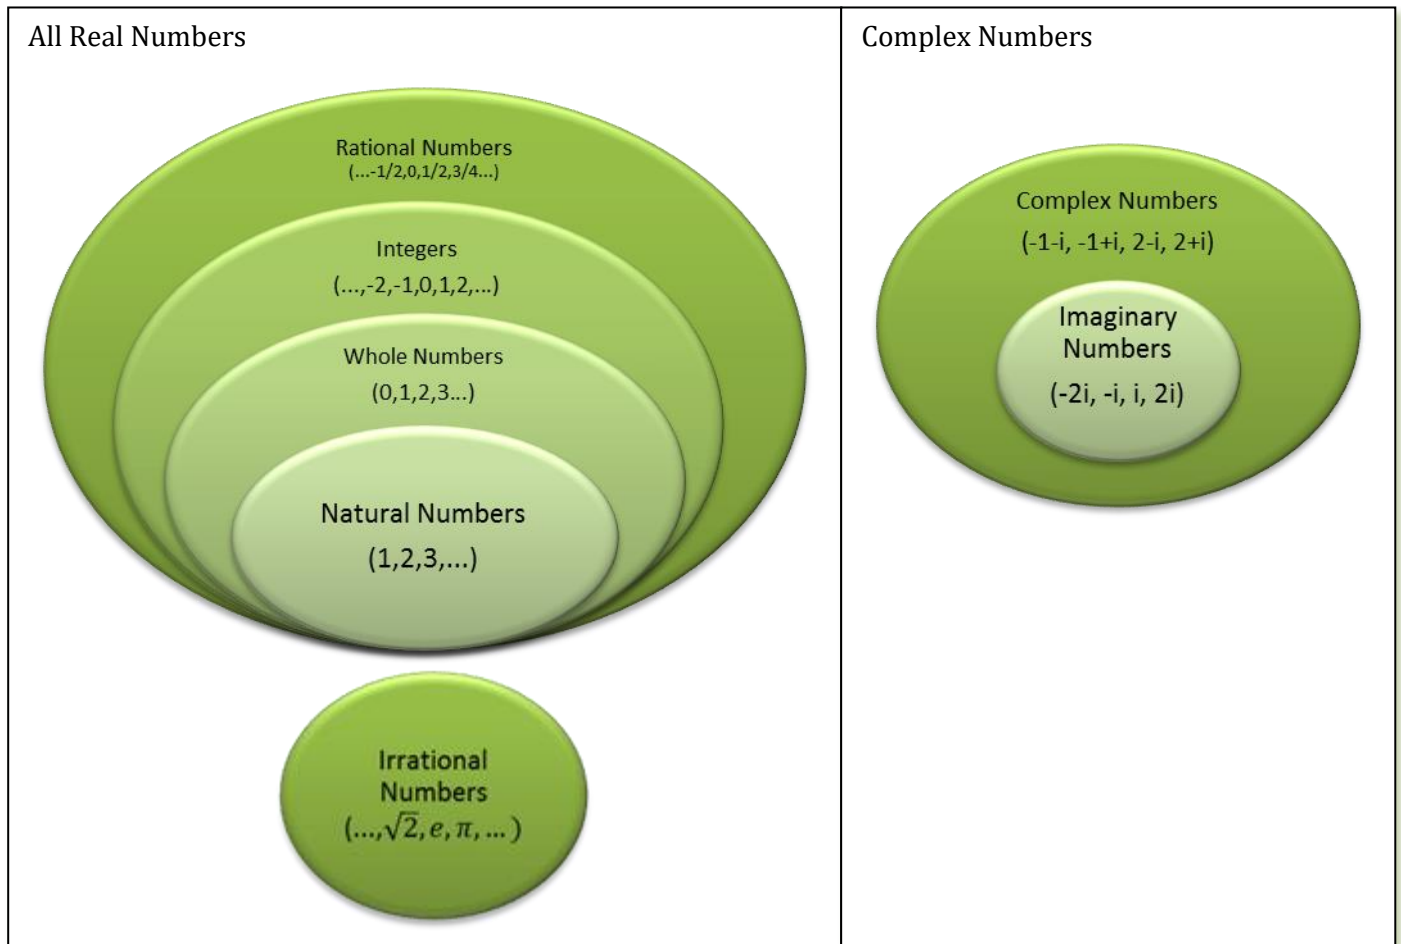 All Real Numbers
Rational Numbers
(...-1/2,0,1/2,3/4...)
Integers
(...,-2,-1,0,1,2,...)
Whole Numbers
(0,1,2,3...)
Natural Numbers
(1,2,3,...)
Irrational
Numbers
(...,√2, e, π, ... )
Complex Numbers
Complex Numbers
(-1-i, -1+i, 2-i, 2+i)
Imaginary
Numbers
(-2i, -i, i, 2i)